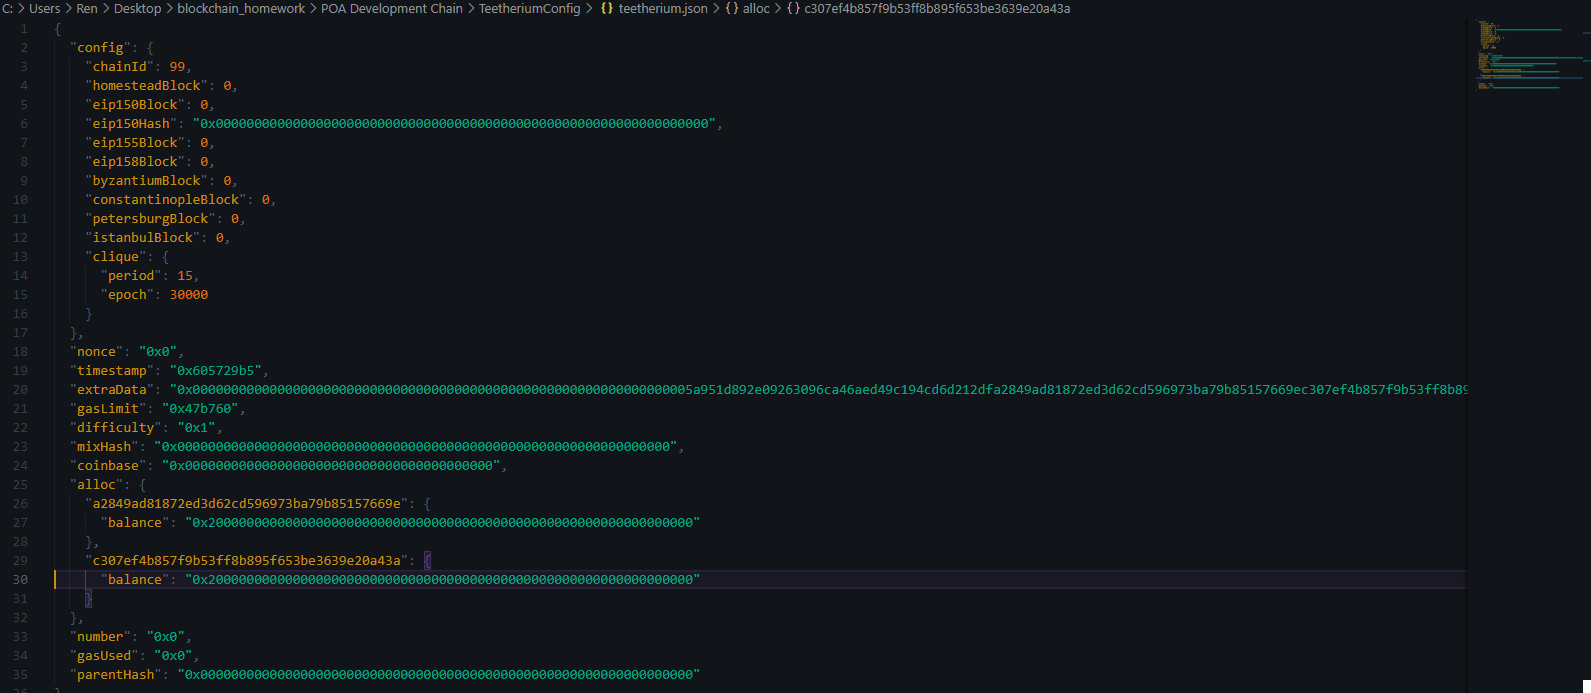 C: > Users > Ren > Desktop > blockchain_homework > POA Development Chain > TeetheriumConfig > {} teetherium.json > {} alloc > {} c307ef4b857f9b53ff8b895f653be3639e20a43a
1 {
2 "config": {
3 "chainId": 99,
4 "homesteadBlock": 0,
5 "eip150Block": 0,
6 "eip150Hash": "0x0000000000000000000000000000000000000000000000000000000000000000",
7 "eip155Block": 0,
8 "eip158Block": 0,
9 "byzantiumBlock": 0,
10 "constantinopleBlock": 0,
11 "petersburgBlock": 0,
12 "istanbulBlock": 0,
13 "clique": {
14 "period": 15,
15 "epoch": 30000
16 }
17 },
18 "nonce": "0x0",
19 "timestamp": "0x605729b5",
20 "extraData": "0x00000000000000000000000000000000000000000000000000000000000000005a951d892e09263096ca46aed49c194cd6d212dfa2849ad81872ed3d62cd596973ba79b85157669ec307ef4b857f9b53ff8b89
21 "gasLimit": "0x47b760",
22 "difficulty": "0x1",
23 "mixHash": "0x0000000000000000000000000000000000000000000000000000000000000000",
24 "coinbase": "0x0000000000000000000000000000000000000000",
25 "alloc": {
26 "a2849ad81872ed3d62cd596973ba79b85157669e": {
27 "balance": "0x200000000000000000000000000000000000000000000000000000000000000"
28 },
29 "c307ef4b857f9b53ff8b895f653be3639e20a43a": {
30 "balance": "0x200000000000000000000000000000000000000000000000000000000000000"
31 }
32 },
33 "number": "0x0",
34 "gasUsed": "0x0",
35 "parentHash": "0x0000000000000000000000000000000000000000000000000000000000000000"